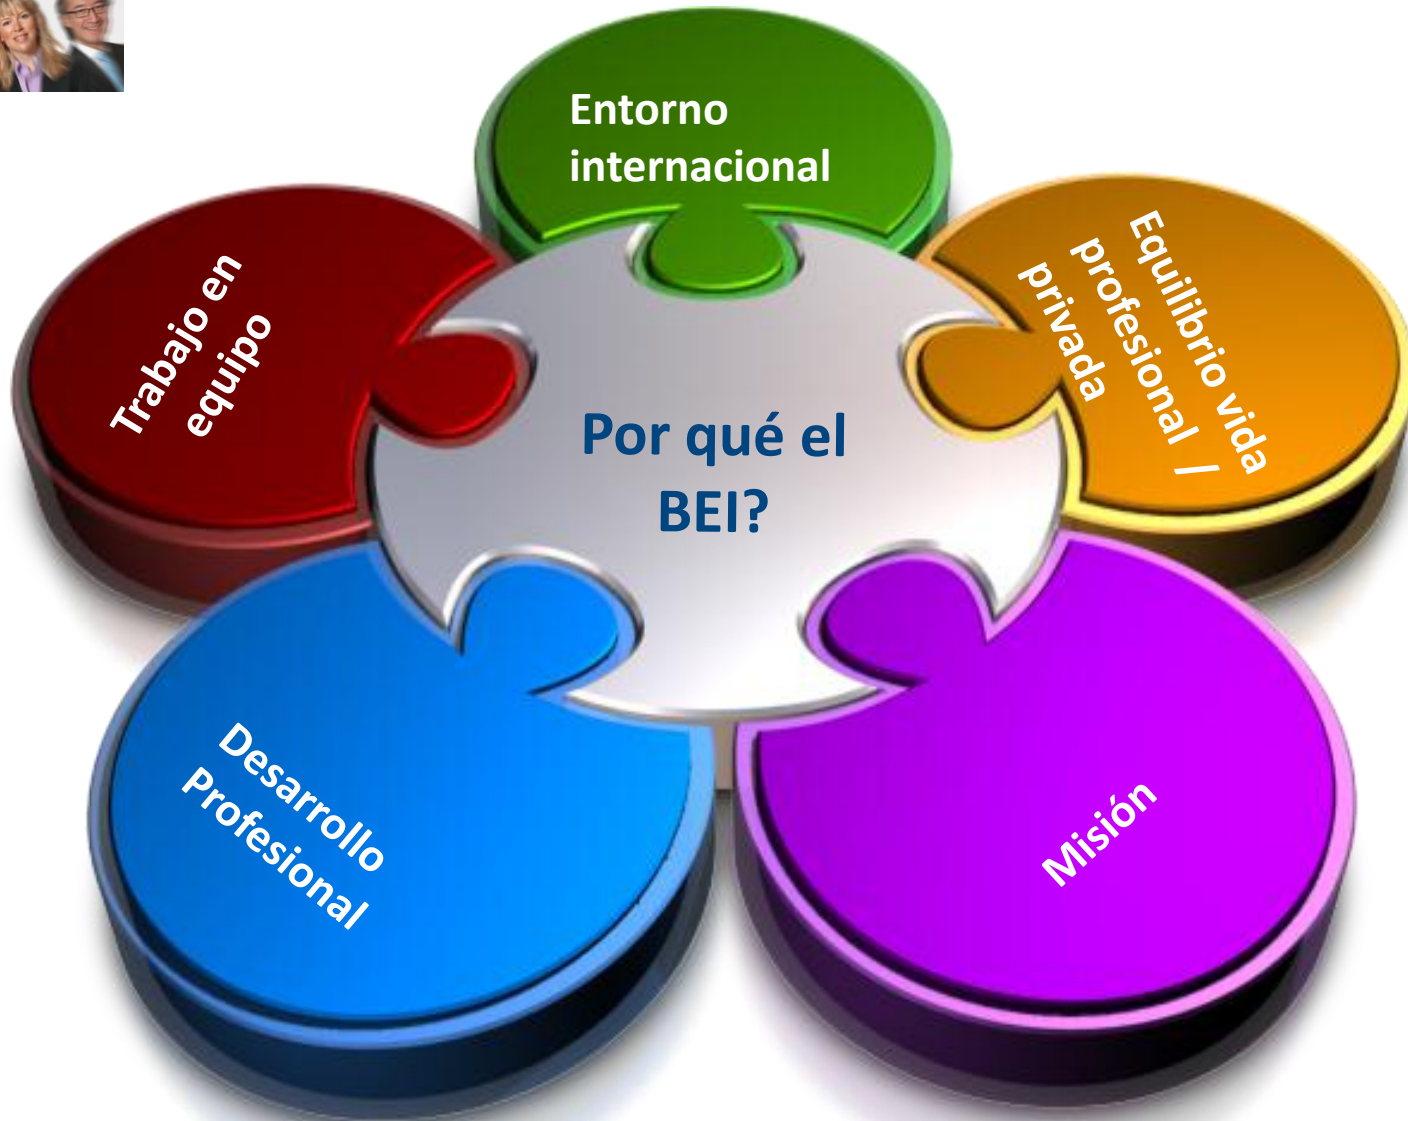 Entorno
internacional
Trabajo en
equipo
Equilibrio vida
profesional /
privada
Por qué el
BEI?
Desarrollo
Profesional
Misión